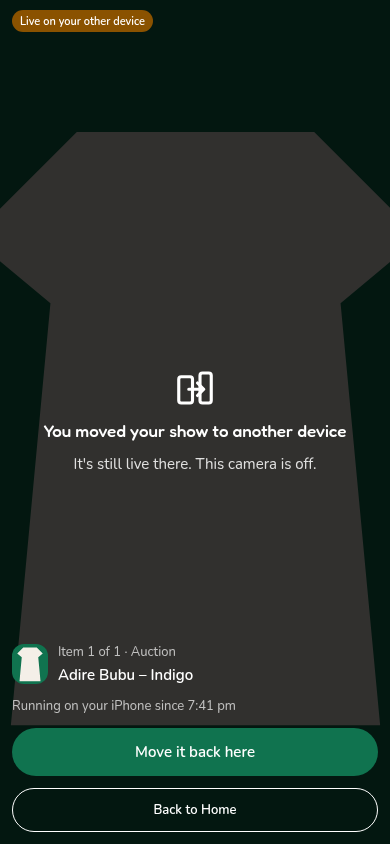 Live on your other device
You moved your show to another device
It's still live there. This camera is off.
Item 1 of 1 · Auction
Adire Bubu – Indigo
Running on your iPhone since 7:41 pm
Move it back here
Back to Home